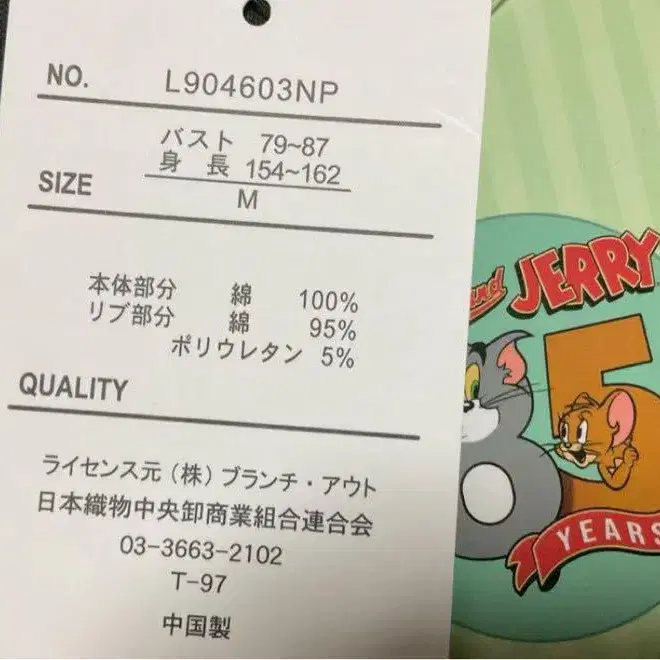 NO. L904603NP
バスト 79~87
身 長 154~162
SIZE
M
本体部分 綿 100%
リブ部分 綿 95%
ポリウレタン 5%
QUALITY
ライセンス元(株)ブランチ・アウト
日本織物中央卸商業組合連合会
03-3663-2102
T-97
中国製
and JERRY
85
YEARS